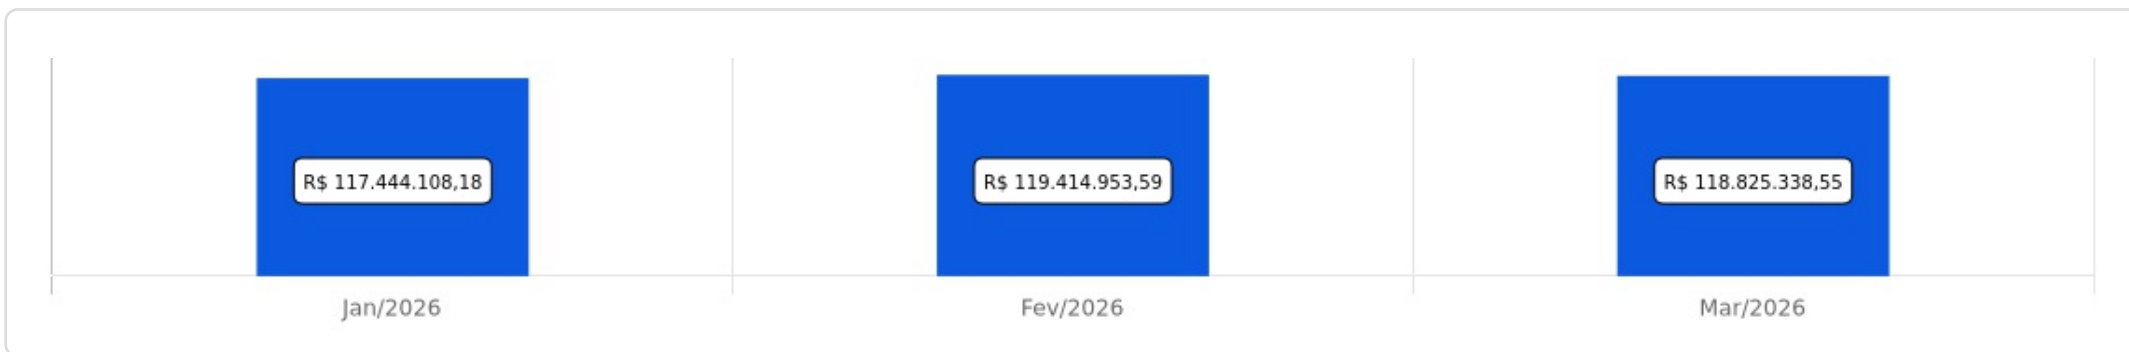 R$ 117.444.108,18
R$ 119.414.953,59
R$ 118.825.338,55
Jan/2026
Fev/2026
Mar/2026